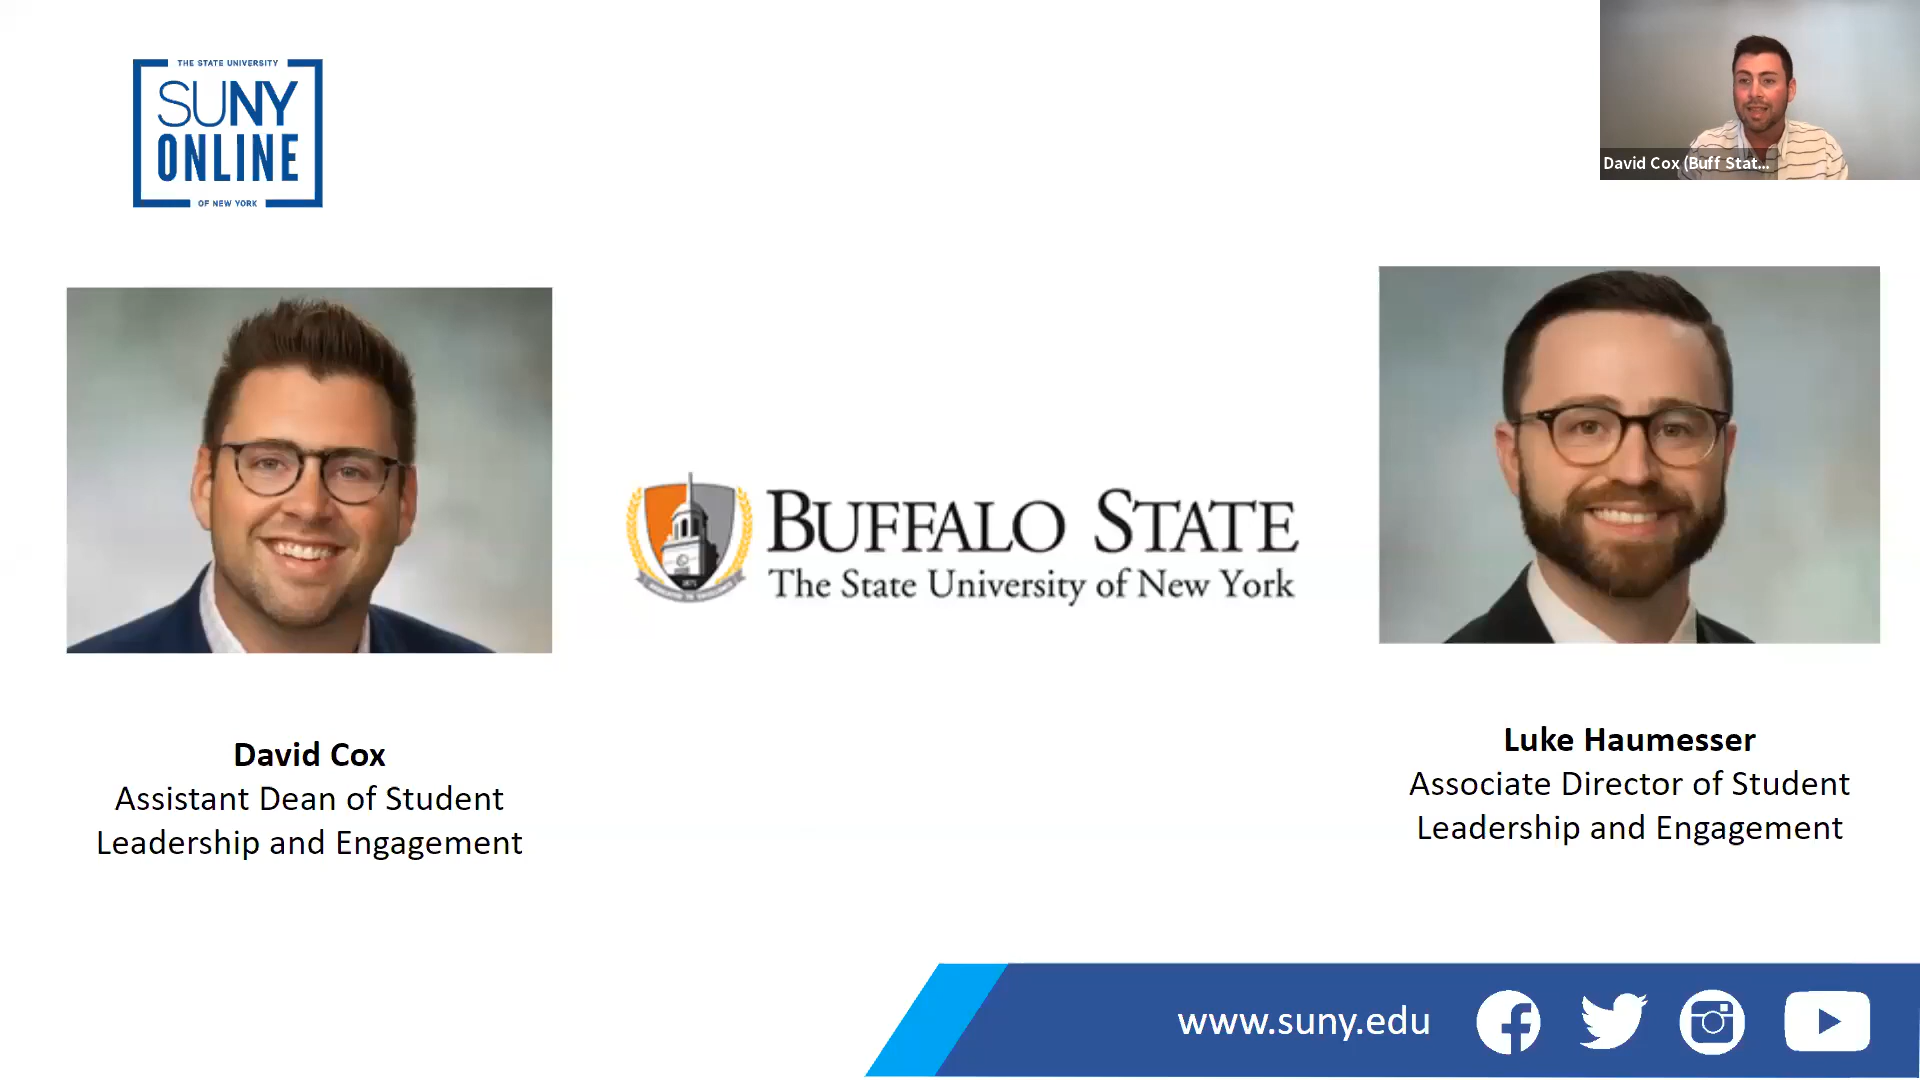 THE STATE UNIVERSITY
SUNY
ONLINE
OF NEW YORK
David Cox (Buff Stat...
BUFFALO STATE
The State University of New York
1871
David Cox
Assistant Dean of Student
Leadership and Engagement
Luke Haumesser
Associate Director of Student
Leadership and Engagement
www.suny.edu